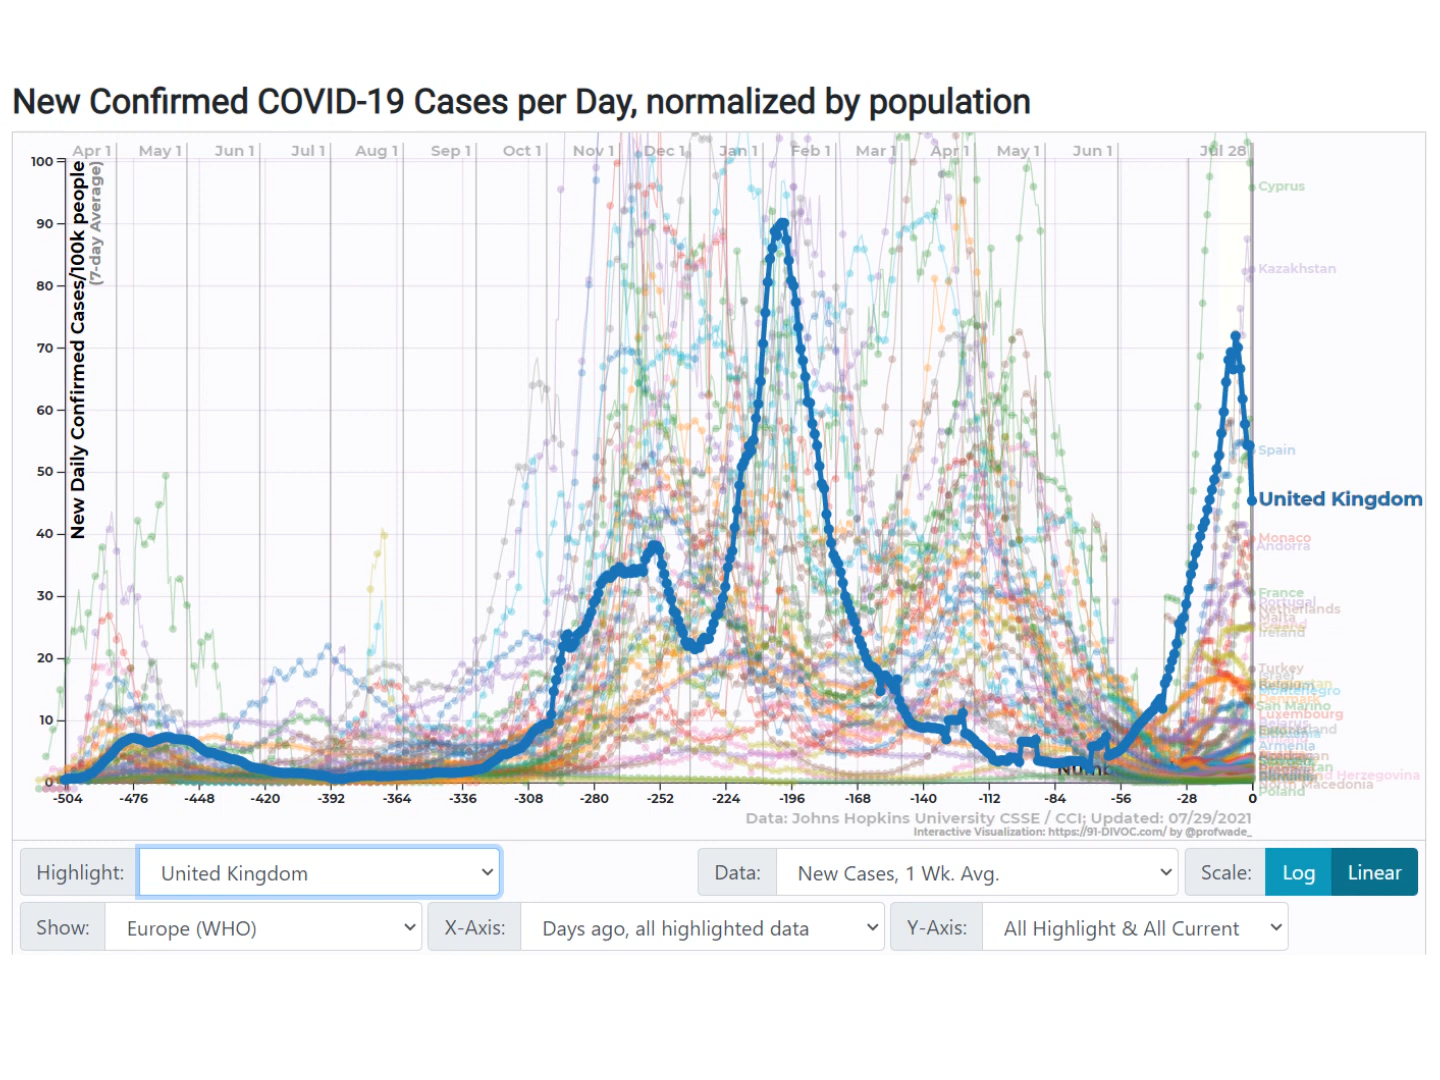 New Confirmed COVID-19 Cases per Day, normalized by population
Apr 1 May 1 Jun 1 Jul 1 Aug 1 Sep 1 Oct 1 Nov 1 Dec 1 Jan 1 Feb 1 Mar 1 Apr 1 May 1 Jun 1 Jul 28
New Daily Confirmed Cases/100k people
(7-day Average)
100
90
80
70
60
50
40
30
20
10
0
Cyprus
Kazakhstan
Spain
United Kingdom
Monaco
Andorra
France
Portugal
Netherlands
Malta
Ireland
Turkey
Montenegro
San Marino
Luxembourg
Armenia
North Macedonia
Poland
-504 -476 -448 -420 -392 -364 -336 -308 -280 -252 -224 -196 -168 -140 -112 -84 -56 -28 0
Data: Johns Hopkins University CSSE / CCI; Updated: 07/29/2021
Interactive Visualization: https://91-DIVOC.com/ by @profwade_
Highlight: United Kingdom Data: New Cases, 1 Wk. Avg. Scale: Log Linear
Show: Europe (WHO) X-Axis: Days ago, all highlighted data Y-Axis: All Highlight & All Current